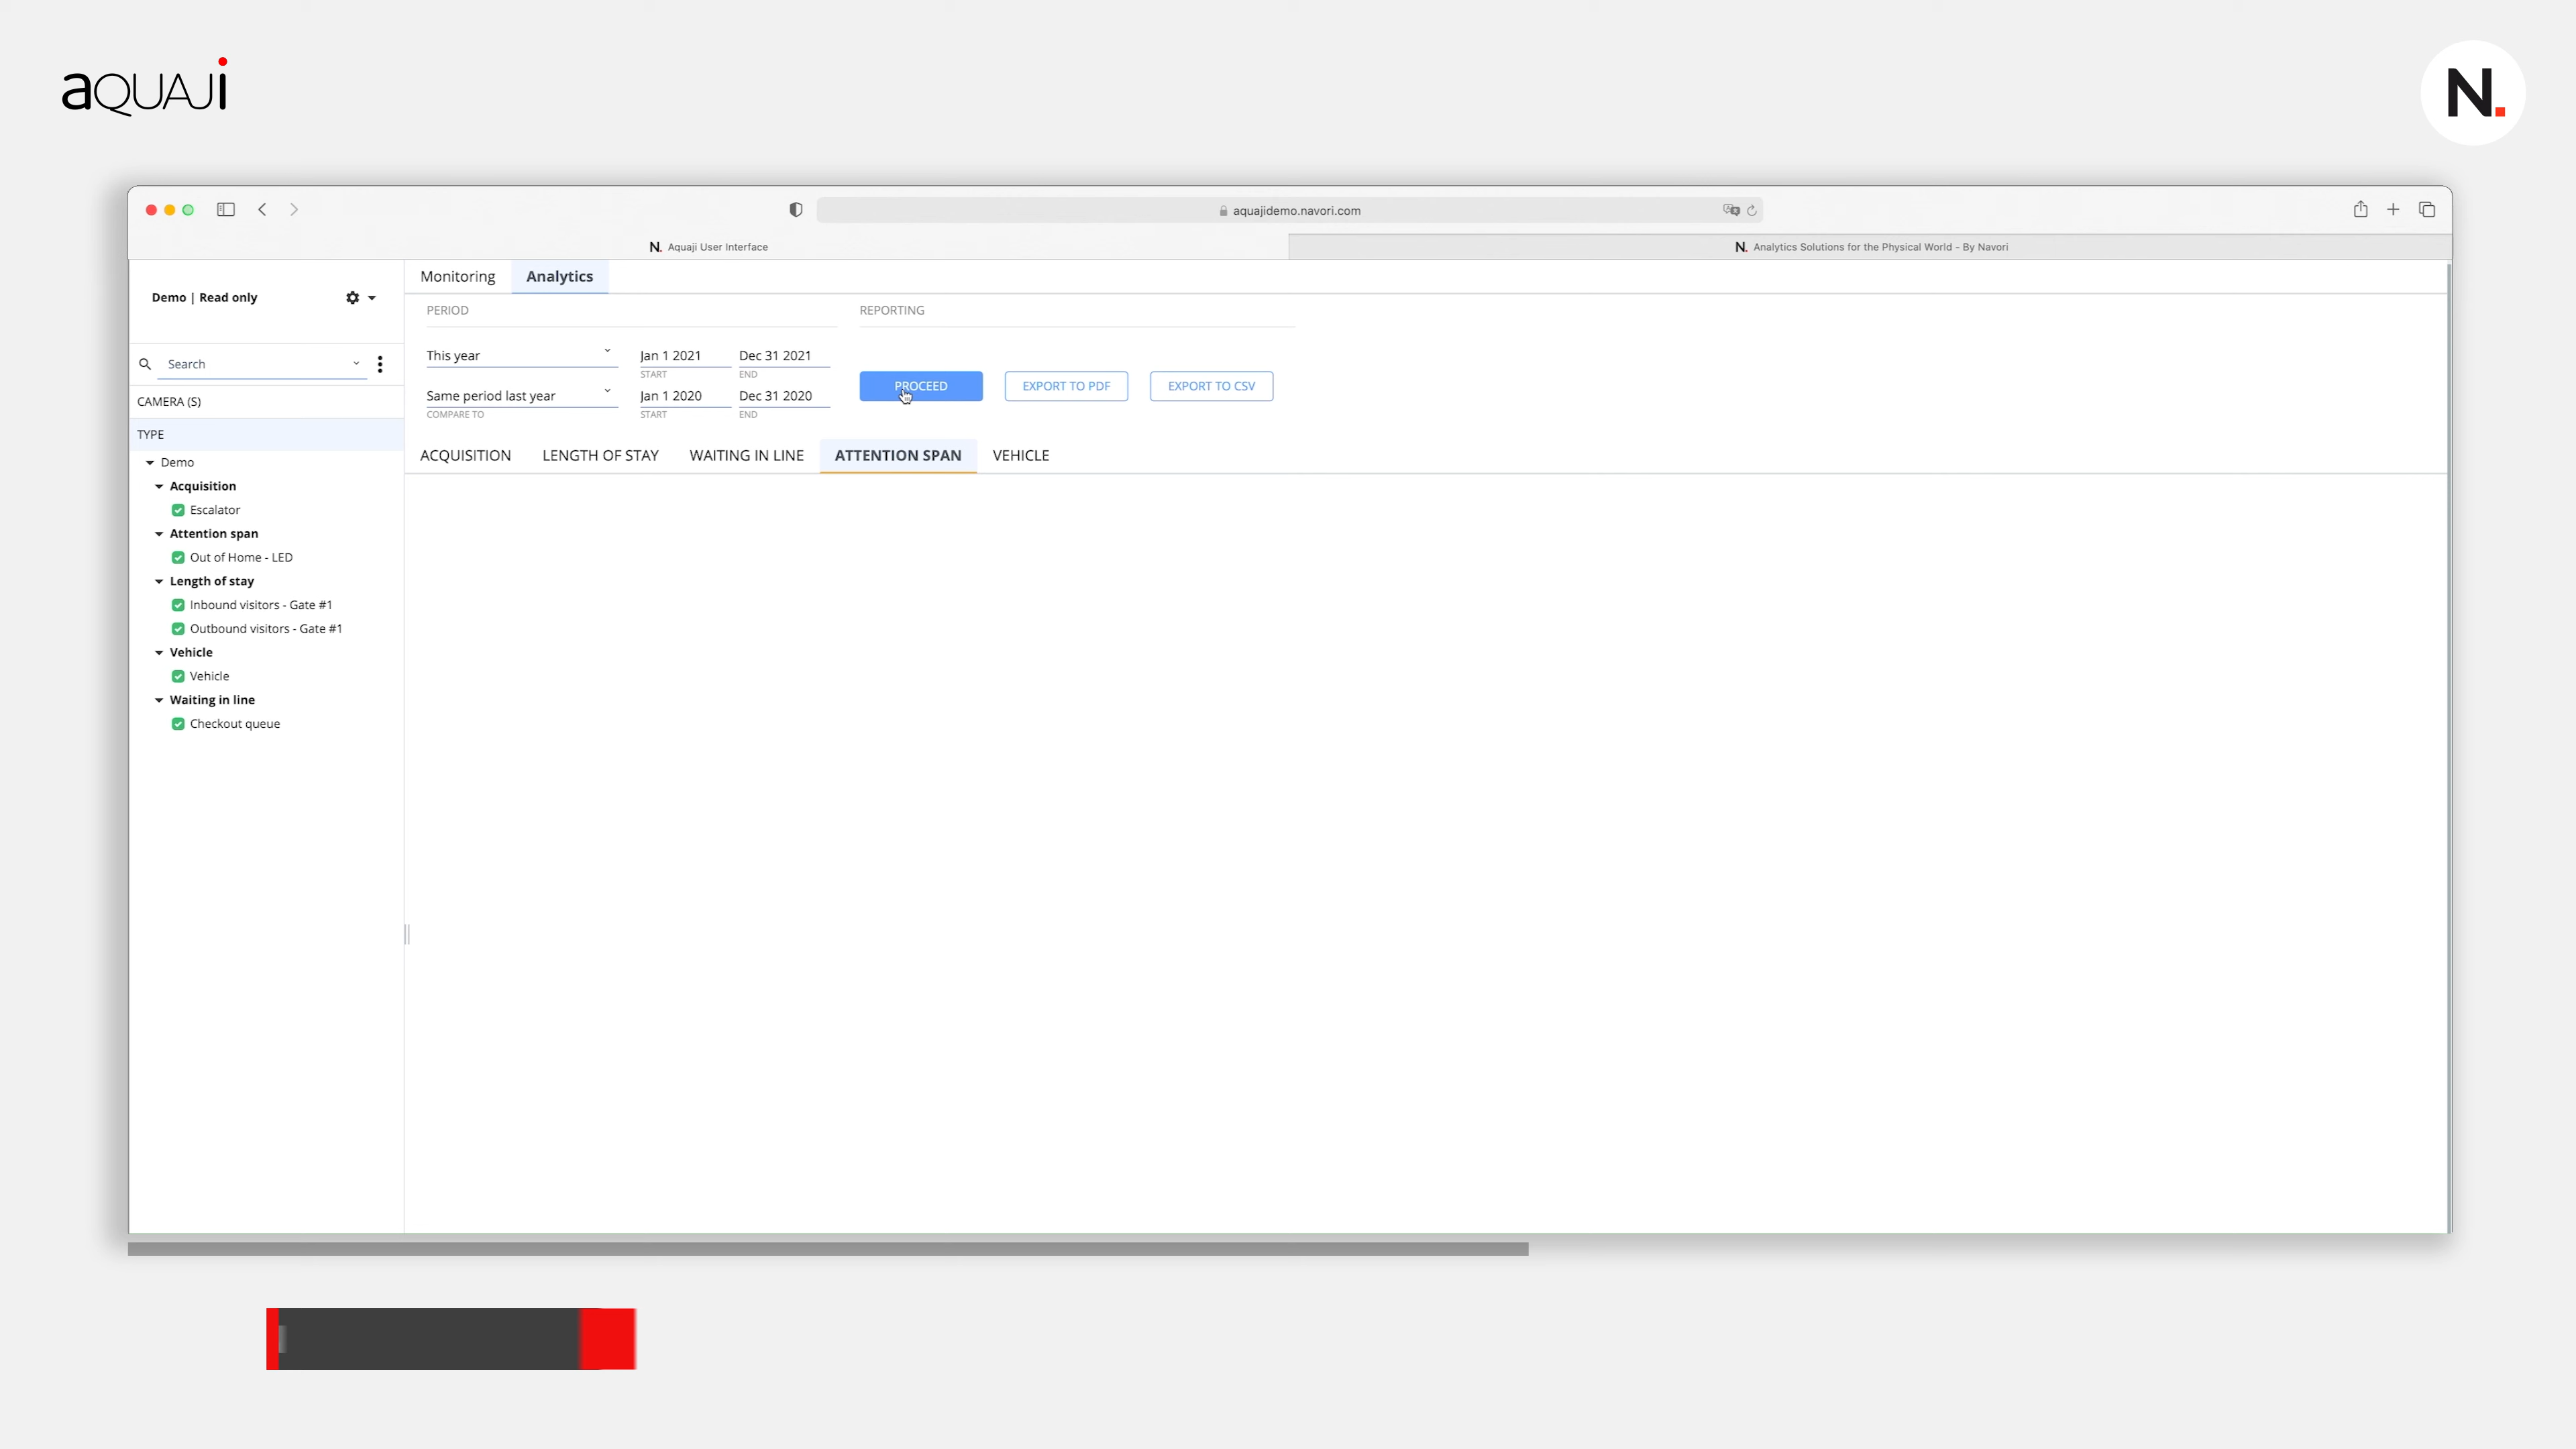 aQUAJi
N.
aquajidemo.navori.com
N. Aquaji User Interface
N. Analytics Solutions for the Physical World - By Navori
Demo | Read only
Monitoring Analytics
PERIOD REPORTING
Search
This year Jan 1 2021 Dec 31 2021
START END
PROCEED EXPORT TO PDF EXPORT TO CSV
Same period last year Jan 1 2020 Dec 31 2020
COMPARE TO START END
CAMERA (S)
TYPE
ACQUISITION LENGTH OF STAY WAITING IN LINE ATTENTION SPAN VEHICLE
Demo
Acquisition
Escalator
Attention span
Out of Home - LED
Length of stay
Inbound visitors - Gate #1
Outbound visitors - Gate #1
Vehicle
Vehicle
Waiting in line
Checkout queue